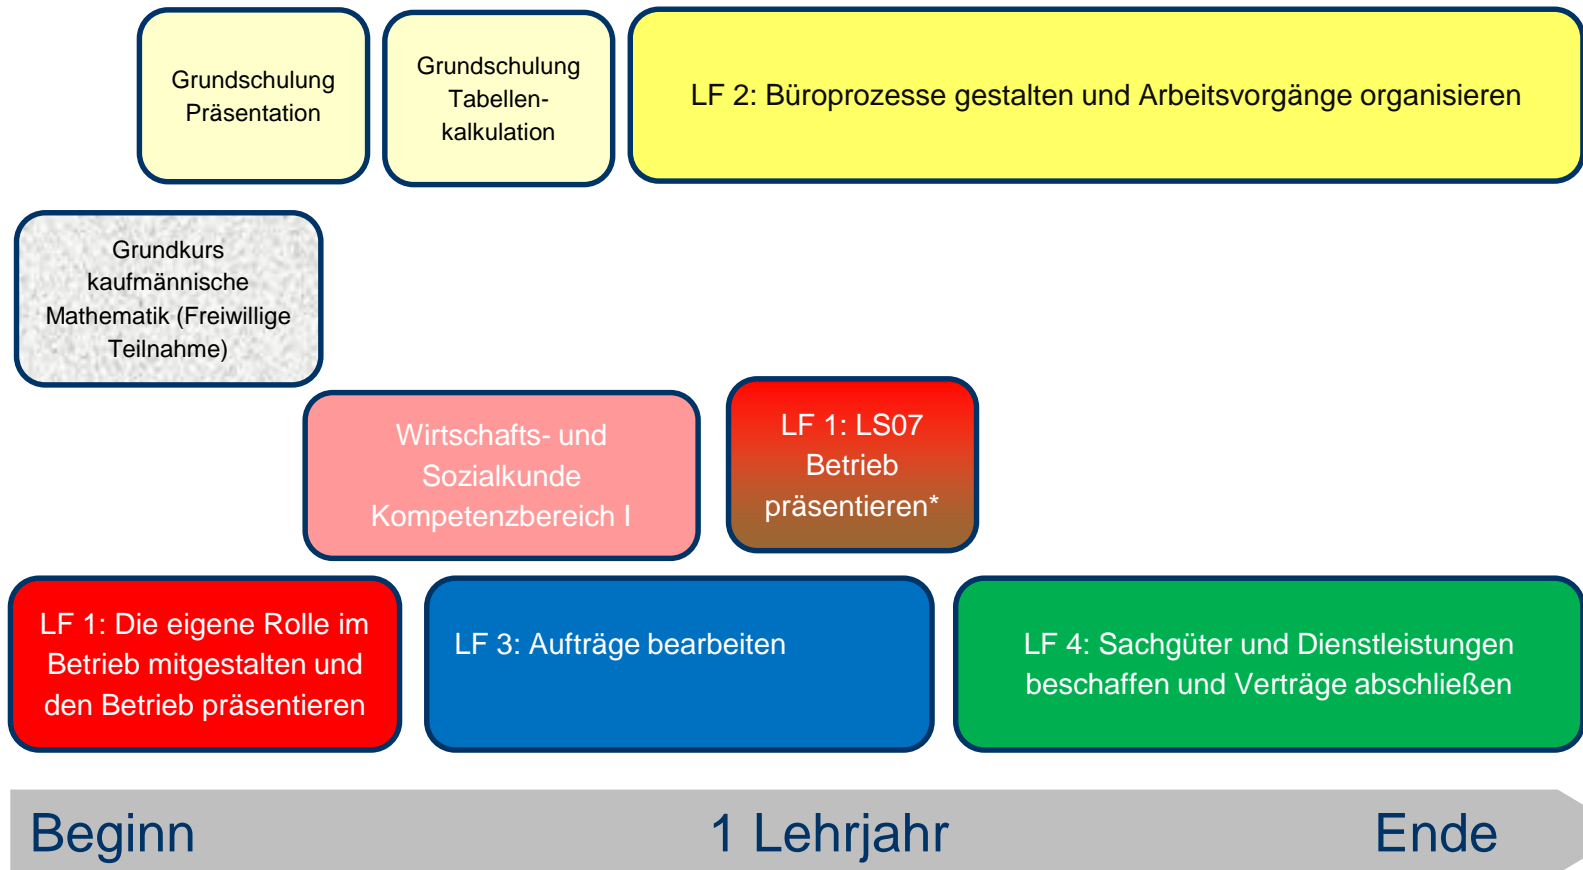 Grundschulung
Präsentation
Grundschulung
Tabellen-
kalkulation
LF 2: Büroprozesse gestalten und Arbeitsvorgänge organisieren
Grundkurs
kaufmännische
Mathematik (Freiwillige
Teilnahme)
Wirtschafts- und
Sozialkunde
Kompetenzbereich I
LF 1: LS07
Betrieb
präsentieren*
LF 1: Die eigene Rolle im
Betrieb mitgestalten und
den Betrieb präsentieren
LF 3: Aufträge bearbeiten
LF 4: Sachgüter und Dienstleistungen
beschaffen und Verträge abschließen
Beginn 1 Lehrjahr Ende